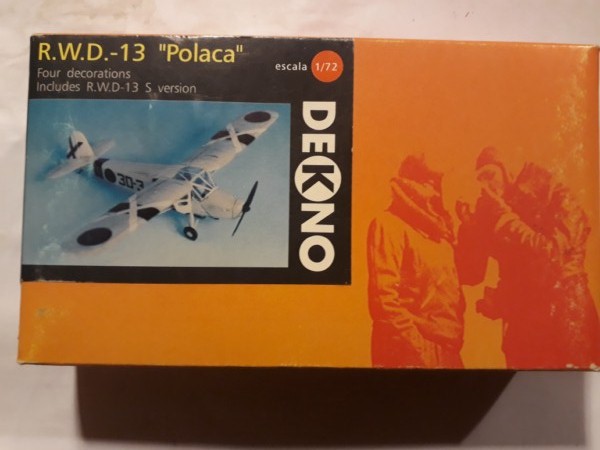 R.W.D.-13 "Polaca"
Four decorations
Includes R.W.D-13 S version
escala 1/72
DEKNO
30-3